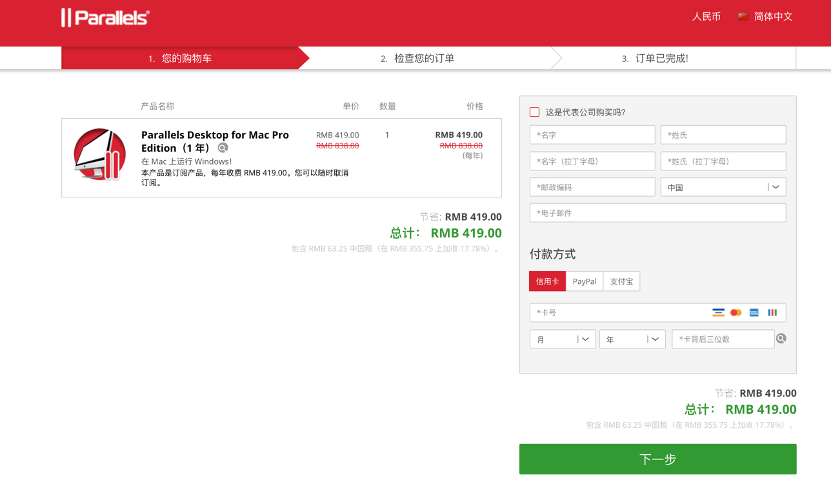 Parallels
人民币 简体中文
1. 您的购物车 2. 检查您的订单 3. 订单已完成!
产品名称 单价 数量 价格
Parallels Desktop for Mac Pro Edition（1 年） RMB 419.00 1 RMB 419.00
RMB 838.00 RMB 838.00
(每年)
在 Mac 上运行 Windows!
本产品是订阅产品，每年收费 RMB 419.00。您可以随时取消
订阅。
节省: RMB 419.00
总计： RMB 419.00
包含 RMB 63.25 中国税（在 RMB 355.75 上加收 17.78%）。
这是代表公司购买吗?
*名字 *姓氏
*名字（拉丁字母） *姓氏（拉丁字母）
*邮政编码 中国
*电子邮件
付款方式
信用卡 PayPal 支付宝
*卡号
月 年 *卡背后三位数
节省: RMB 419.00
总计： RMB 419.00
包含 RMB 63.25 中国税（在 RMB 355.75 上加收 17.78%）。
下一步